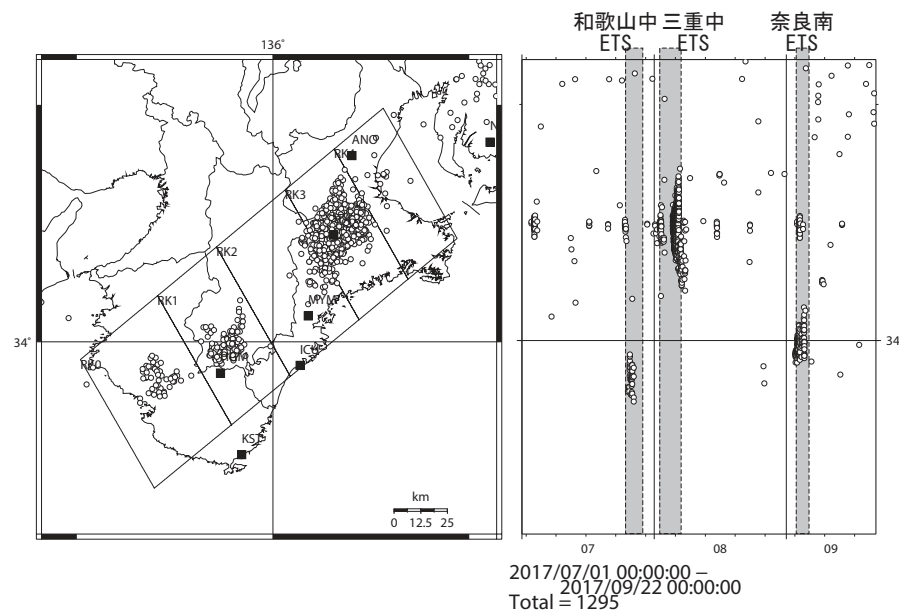 和歌山中 三重中 奈良南
ETS ETS ETS
136°
N
ANO
RK4
RK3
RK2
RK1
MYM
34°
34
ICU
RK0
HGM
KST
km
0 12.5 25
07 08 09
2017/07/01 00:00:00 −
2017/09/22 00:00:00
Total = 1295